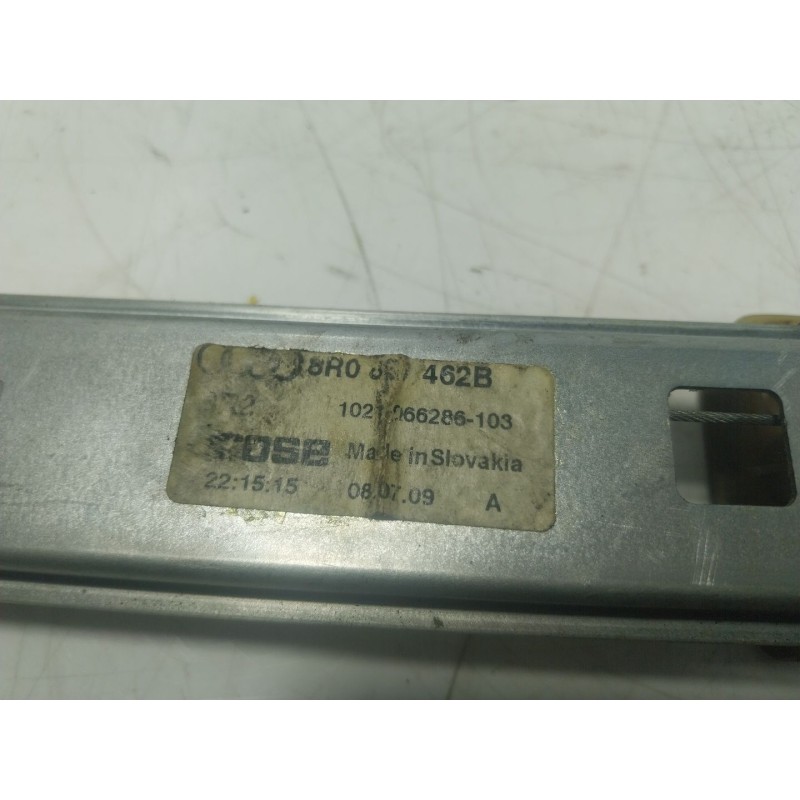 8R0 462B
1021 066286-103
Made in Slovakia
22:15:15 08.07.09 A